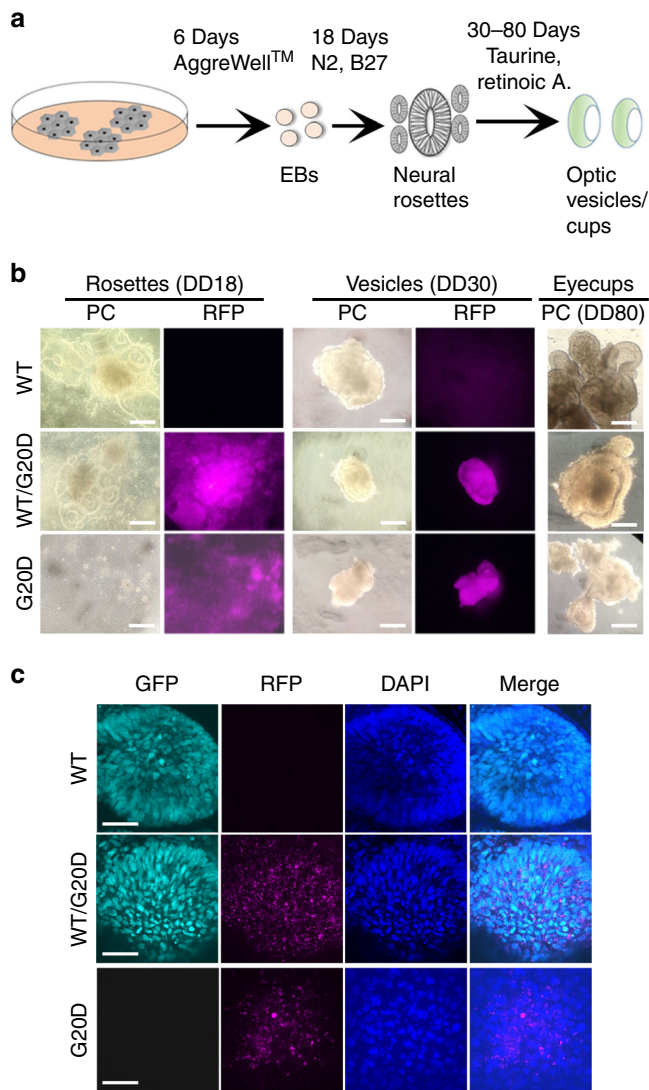 a
6 Days
AggreWell™
18 Days
N2, B27
30–80 Days
Taurine,
retinoic A.
EBs
Neural
rosettes
Optic
vesicles/
cups
b
Rosettes (DD18)
Vesicles (DD30)
Eyecups
PC
RFP
PC
RFP
PC (DD80)
WT
WT/G20D
G20D
c
GFP
RFP
DAPI
Merge
WT
WT/G20D
G20D